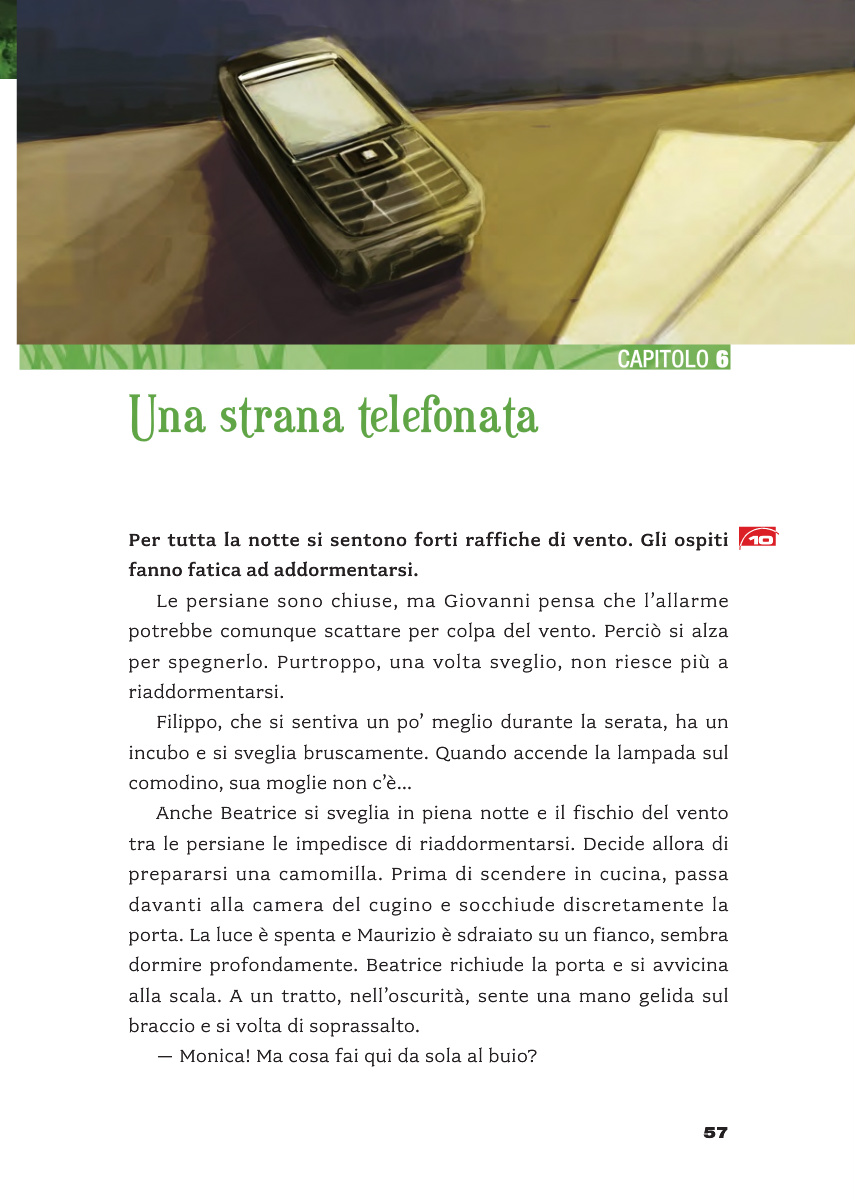 CAPITOLO 6
Una strana telefonata
Per tutta la notte si sentono forti raffiche di vento. Gli ospiti
10
fanno fatica ad addormentarsi.
Le persiane sono chiuse, ma Giovanni pensa che l’allarme
potrebbe comunque scattare per colpa del vento. Perciò si alza
per spegnerlo. Purtroppo, una volta sveglio, non riesce più a
riaddormentarsi.
Filippo, che si sentiva un po’ meglio durante la serata, ha un
incubo e si sveglia bruscamente. Quando accende la lampada sul
comodino, sua moglie non c’è...
Anche Beatrice si sveglia in piena notte e il fischio del vento
tra le persiane le impedisce di riaddormentarsi. Decide allora di
prepararsi una camomilla. Prima di scendere in cucina, passa
davanti alla camera del cugino e socchiude discretamente la
porta. La luce è spenta e Maurizio è sdraiato su un fianco, sembra
dormire profondamente. Beatrice richiude la porta e si avvicina
alla scala. A un tratto, nell’oscurità, sente una mano gelida sul
braccio e si volta di soprassalto.
— Monica! Ma cosa fai qui da sola al buio?
57